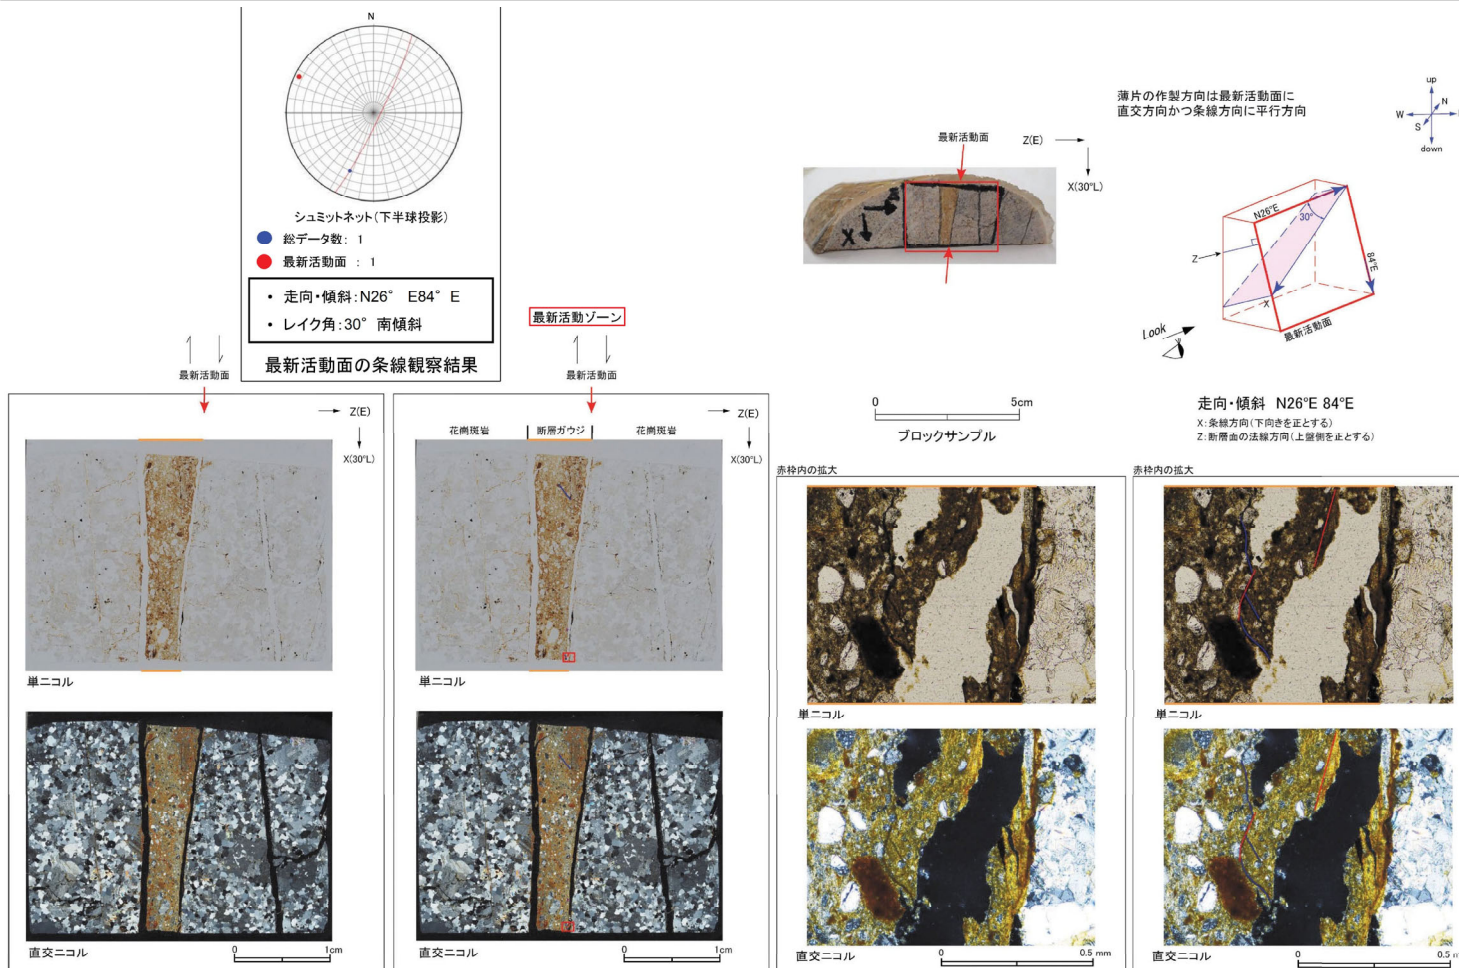 N
シュミットネット(下半球投影)
総データ数： 1
最新活動面 ： 1
・ 走向・傾斜：N26° E84° E
・ レイク角：30° 南傾斜
最新活動面の条線観察結果
最新活動面
Z(E)
X(30°L)
単ニコル
直交ニコル
0 1cm
最新活動ゾーン
最新活動面
Z(E)
X(30°L)
花崗斑岩
断層ガウジ
花崗斑岩
単ニコル
直交ニコル
0 1cm
最新活動面
Z(E)
X(30°L)
X
0 5cm
ブロックサンプル
薄片の作製方向は最新活動面に
直交方向かつ条線方向に平行方向
up
N
W
S
down
N26°E
30°
84°E
Z
X
最新活動面
Look
走向・傾斜 N26°E 84°E
X：条線方向(下向きを正とする)
Z：断層面の法線方向(上盤側を正とする)
赤枠内の拡大
単ニコル
直交ニコル
0 0.5 mm
赤枠内の拡大
単ニコル
直交ニコル
0 0.5